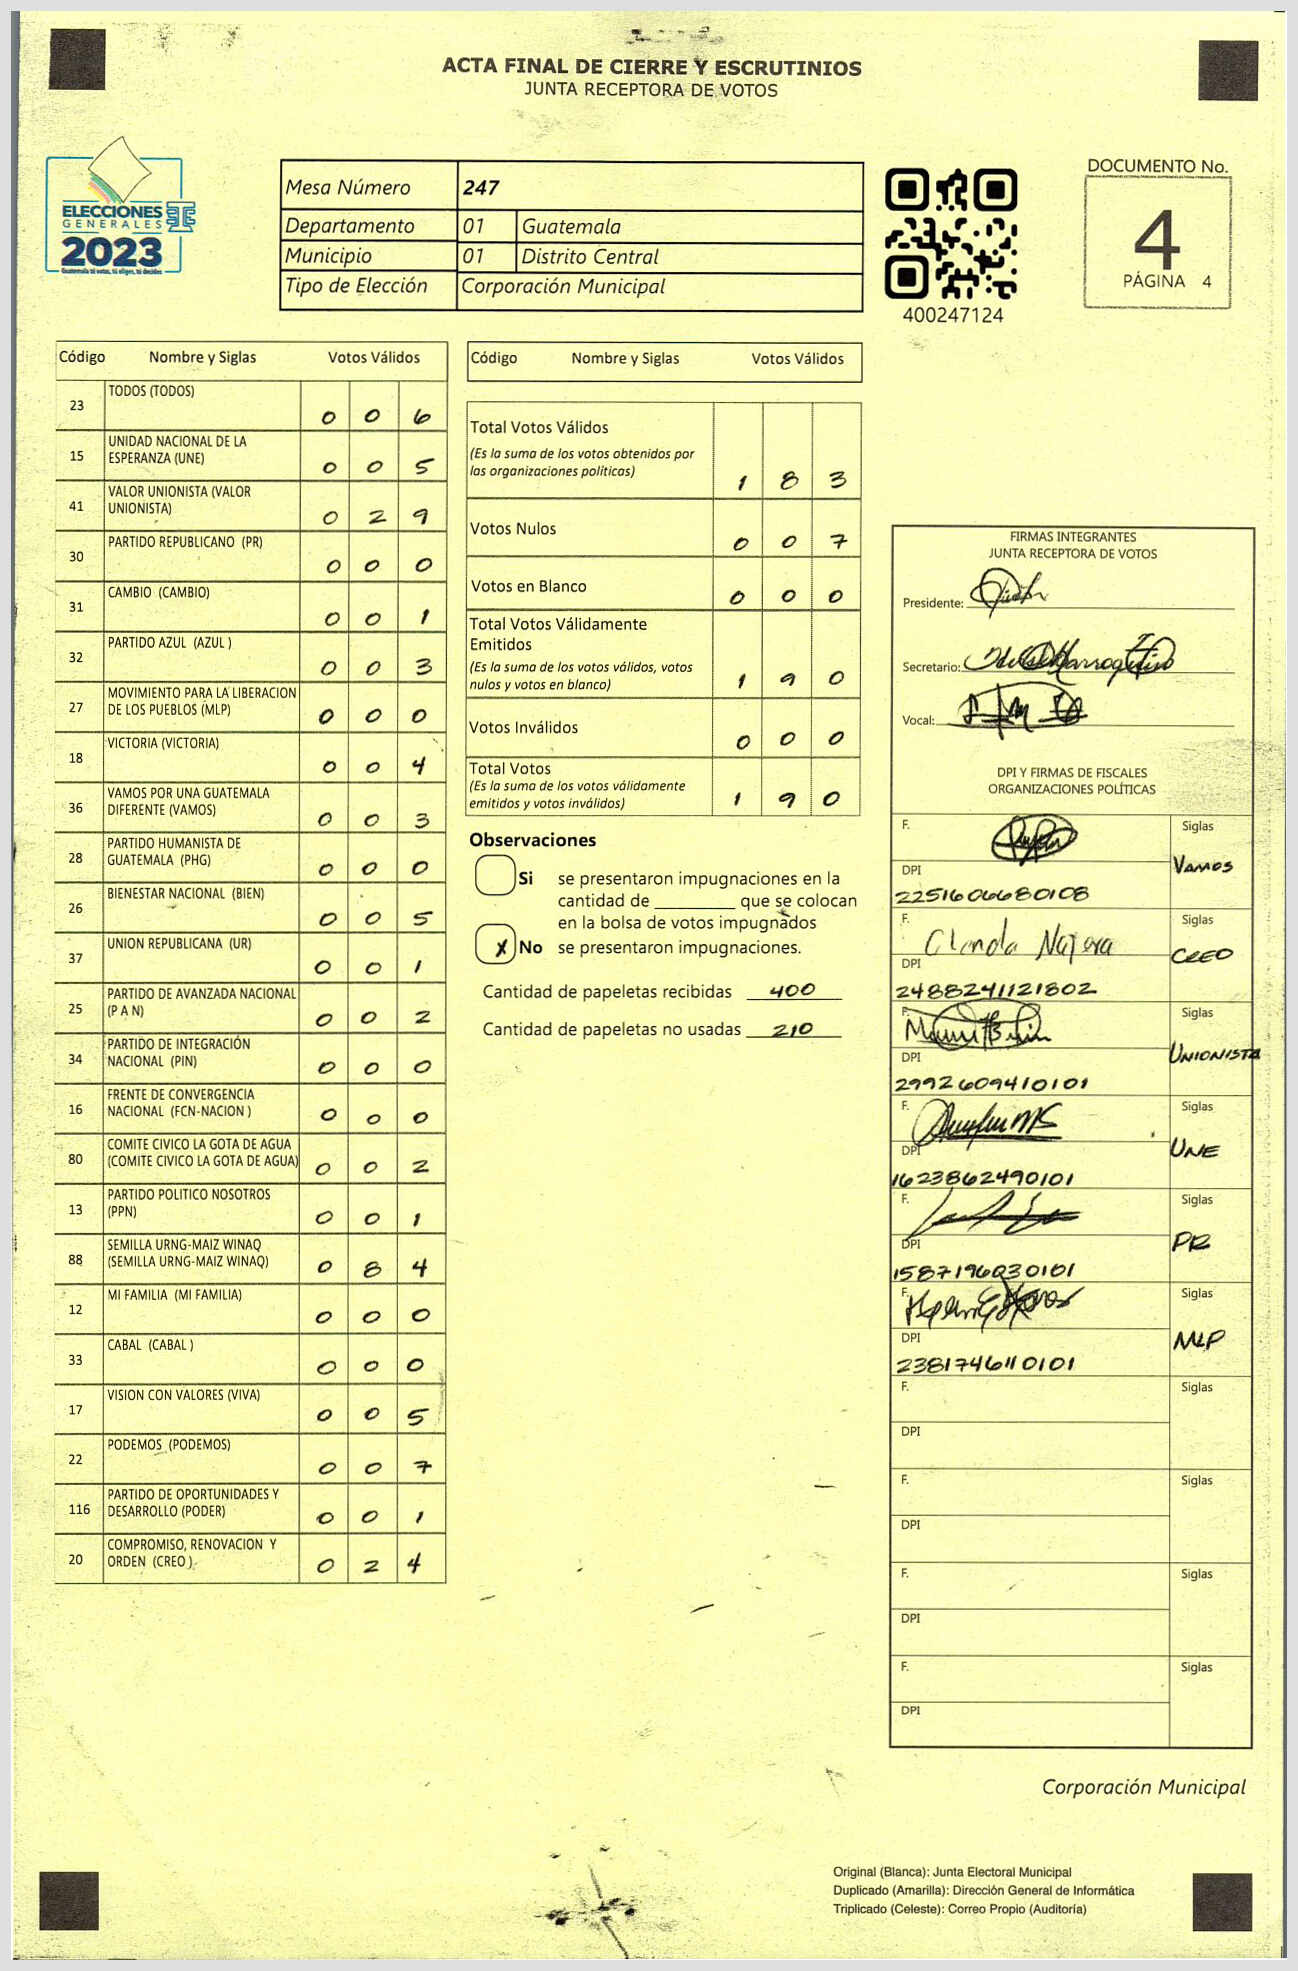 ACTA FINAL DE CIERRE Y ESCRUTINIOS
JUNTA RECEPTORA DE VOTOS
ELECCIONES
GENERALES
2023
Guatemala tú votas, tú eliges, tú decides
Mesa Número 247
Departamento 01 Guatemala
Municipio 01 Distrito Central
Tipo de Elección Corporación Municipal
400247124
DOCUMENTO No.
4
PÁGINA 4
Código Nombre y Siglas Votos Válidos
23 TODOS (TODOS) 0 0 6
15 UNIDAD NACIONAL DE LA
ESPERANZA (UNE) 0 0 5
41 VALOR UNIONISTA (VALOR
UNIONISTA) 0 2 9
30 PARTIDO REPUBLICANO (PR) 0 0 0
31 CAMBIO (CAMBIO) 0 0 1
32 PARTIDO AZUL (AZUL ) 0 0 3
27 MOVIMIENTO PARA LA LIBERACION
DE LOS PUEBLOS (MLP) 0 0 0
18 VICTORIA (VICTORIA) 0 0 4
36 VAMOS POR UNA GUATEMALA
DIFERENTE (VAMOS) 0 0 3
28 PARTIDO HUMANISTA DE
GUATEMALA (PHG) 0 0 0
26 BIENESTAR NACIONAL (BIEN) 0 0 5
37 UNION REPUBLICANA (UR) 0 0 1
25 PARTIDO DE AVANZADA NACIONAL
(P A N) 0 0 2
34 PARTIDO DE INTEGRACIÓN
NACIONAL (PIN) 0 0 0
16 FRENTE DE CONVERGENCIA
NACIONAL (FCN-NACION ) 0 0 0
80 COMITE CIVICO LA GOTA DE AGUA
(COMITE CIVICO LA GOTA DE AGUA) 0 0 2
13 PARTIDO POLITICO NOSOTROS
(PPN) 0 0 1
88 SEMILLA URNG-MAIZ WINAQ
(SEMILLA URNG-MAIZ WINAQ) 0 8 4
12 MI FAMILIA (MI FAMILIA) 0 0 0
33 CABAL (CABAL ) 0 0 0
17 VISION CON VALORES (VIVA) 0 0 5
22 PODEMOS (PODEMOS) 0 0 7
116 PARTIDO DE OPORTUNIDADES Y
DESARROLLO (PODER) 0 0 1
20 COMPROMISO, RENOVACION Y
ORDEN (CREO ) 0 2 4
Código Nombre y Siglas Votos Válidos
Total Votos Válidos
(Es la suma de los votos obtenidos por
las organizaciones políticas) 1 8 3
Votos Nulos 0 0 7
Votos en Blanco 0 0 0
Total Votos Válidamente
Emitidos
(Es la suma de los votos válidos, votos
nulos y votos en blanco) 1 9 0
Votos Inválidos 0 0 0
Total Votos
(Es la suma de los votos válidamente
emitidos y votos inválidos) 1 9 0
Observaciones
Si se presentaron impugnaciones en la
cantidad de _________ que se colocan
en la bolsa de votos impugnados
X No se presentaron impugnaciones.
Cantidad de papeletas recibidas 400
Cantidad de papeletas no usadas 210
FIRMAS INTEGRANTES
JUNTA RECEPTORA DE VOTOS
Presidente:
Secretario:
Vocal:
DPI Y FIRMAS DE FISCALES
ORGANIZACIONES POLÍTICAS
F. Siglas
DPI VAMOS
2251606680108
F. Siglas
DPI CREO
2488241121802
F. Siglas
DPI UNIONISTA
2992609410101
F. Siglas
DPI UNE
1623862490101
F. Siglas
DPI PR
1587196030101
F. Siglas
DPI MLP
2381746110101
F. Siglas
DPI
F. Siglas
DPI
F. Siglas
DPI
F. Siglas
DPI
Corporación Municipal
Original (Blanca): Junta Electoral Municipal
Duplicado (Amarilla): Dirección General de Informática
Triplicado (Celeste): Correo Propio (Auditoría)